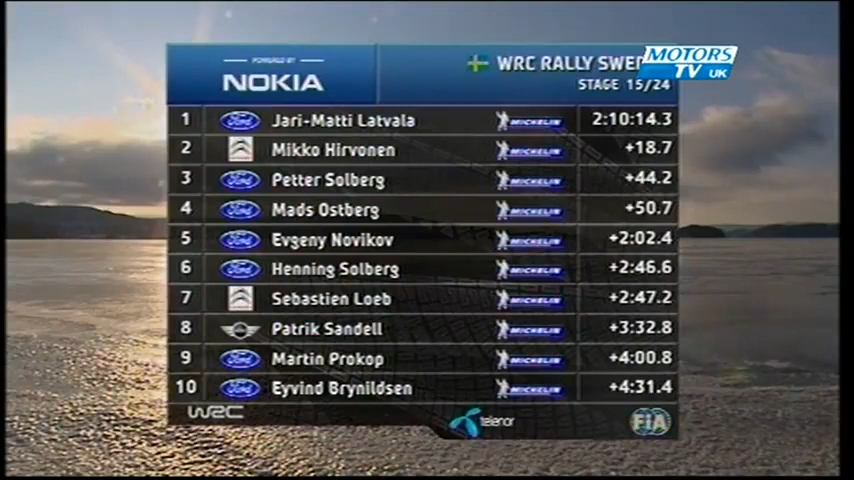 POWERED BY
NOKIA
WRC RALLY SWE
STAGE 15/24
MOTORS
TV UK
1 Ford Jari-Matti Latvala MICHELIN 2:10:14.3
2 Mikko Hirvonen MICHELIN +18.7
3 Ford Petter Solberg MICHELIN +44.2
4 Ford Mads Ostberg MICHELIN +50.7
5 Ford Evgeny Novikov MICHELIN +2:02.4
6 Ford Henning Solberg MICHELIN +2:46.6
7 Sebastien Loeb MICHELIN +2:47.2
8 Patrik Sandell MICHELIN +3:32.8
9 Ford Martin Prokop MICHELIN +4:00.8
10 Ford Eyvind Brynildsen MICHELIN +4:31.4
WRC telenor FIA